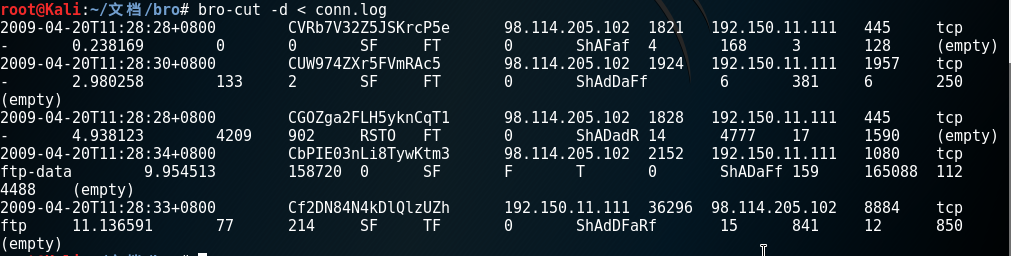 root@Kali:~/文档/bro# bro-cut -d < conn.log
2009-04-20T11:28:28+0800 CVRb7V32Z5JSKrcP5e 98.114.205.102 1821 192.150.11.111 445 tcp
- 0.238169 0 0 SF FT 0 ShAFaf 4 168 3 128 (empty)
2009-04-20T11:28:30+0800 CUW974ZXr5FVmRAc5 98.114.205.102 1924 192.150.11.111 1957 tcp
- 2.980258 133 2 SF FT 0 ShAdDaFf 6 381 6 250
(empty)
2009-04-20T11:28:28+0800 CGOZga2FLH5yknCqT1 98.114.205.102 1828 192.150.11.111 445 tcp
- 4.938123 4209 902 RSTO FT 0 ShADadR 14 4777 17 1590 (empty)
2009-04-20T11:28:34+0800 CbPIE03nLi8TywKtm3 98.114.205.102 2152 192.150.11.111 1080 tcp
ftp-data 9.954513 158720 0 SF F T 0 ShADaFf 159 165088 112
4488 (empty)
2009-04-20T11:28:33+0800 Cf2DN84N4kDlQlzUZh 192.150.11.111 36296 98.114.205.102 8884 tcp
ftp 11.136591 77 214 SF TF 0 ShAdDFaRf 15 841 12 850
(empty)